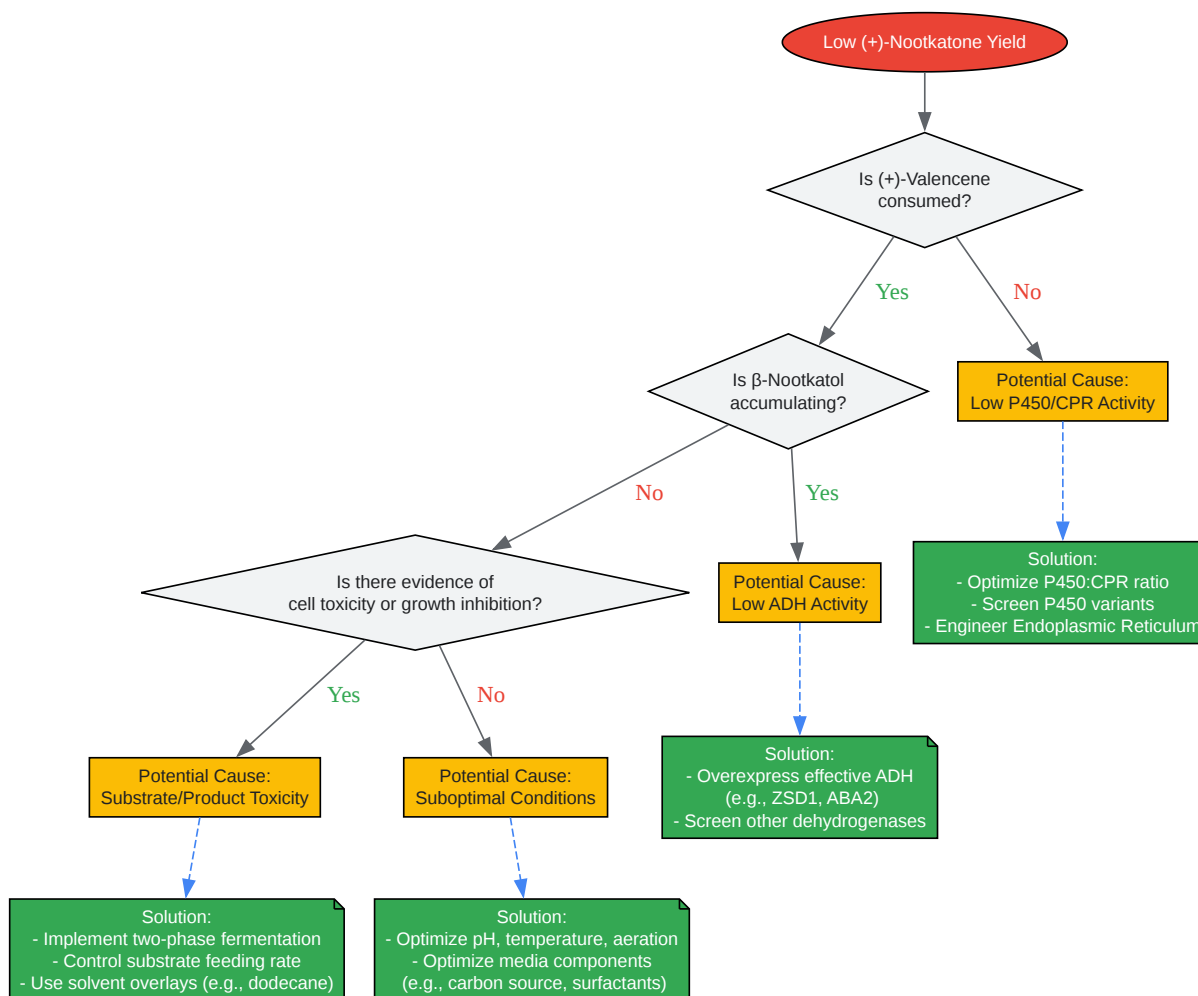 Low (+)-Nootkatone Yield
Is (+)-Valencene
consumed?
Yes
No
Is β-Nootkatol
accumulating?
Potential Cause:
Low P450/CPR Activity
No
Yes
Is there evidence of
cell toxicity or growth inhibition?
Potential Cause:
Low ADH Activity
Solution:
- Optimize P450:CPR ratio
- Screen P450 variants
- Engineer Endoplasmic Reticulum
Yes
No
Potential Cause:
Substrate/Product Toxicity
Potential Cause:
Suboptimal Conditions
Solution:
- Overexpress effective ADH
(e.g., ZSD1, ABA2)
- Screen other dehydrogenases
Solution:
- Implement two-phase fermentation
- Control substrate feeding rate
- Use solvent overlays (e.g., dodecane)
Solution:
- Optimize pH, temperature, aeration
- Optimize media components
(e.g., carbon source, surfactants)